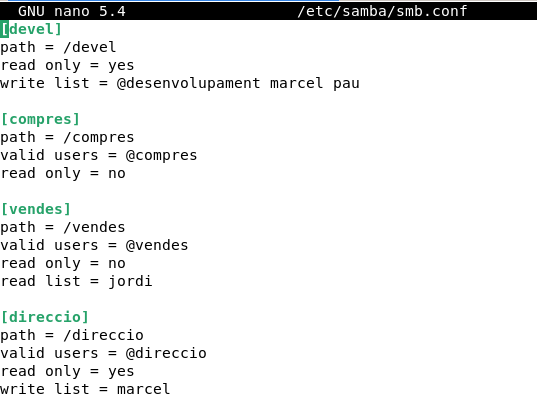 GNU nano 5.4 /etc/samba/smb.conf
[devel]
path = /devel
read only = yes
write list = @desenvolupament marcel pau
[compres]
path = /compres
valid users = @compres
read only = no
[vendes]
path = /vendes
valid users = @vendes
read only = no
read list = jordi
[direccio]
path = /direccio
valid users = @direccio
read only = yes
write list = marcel